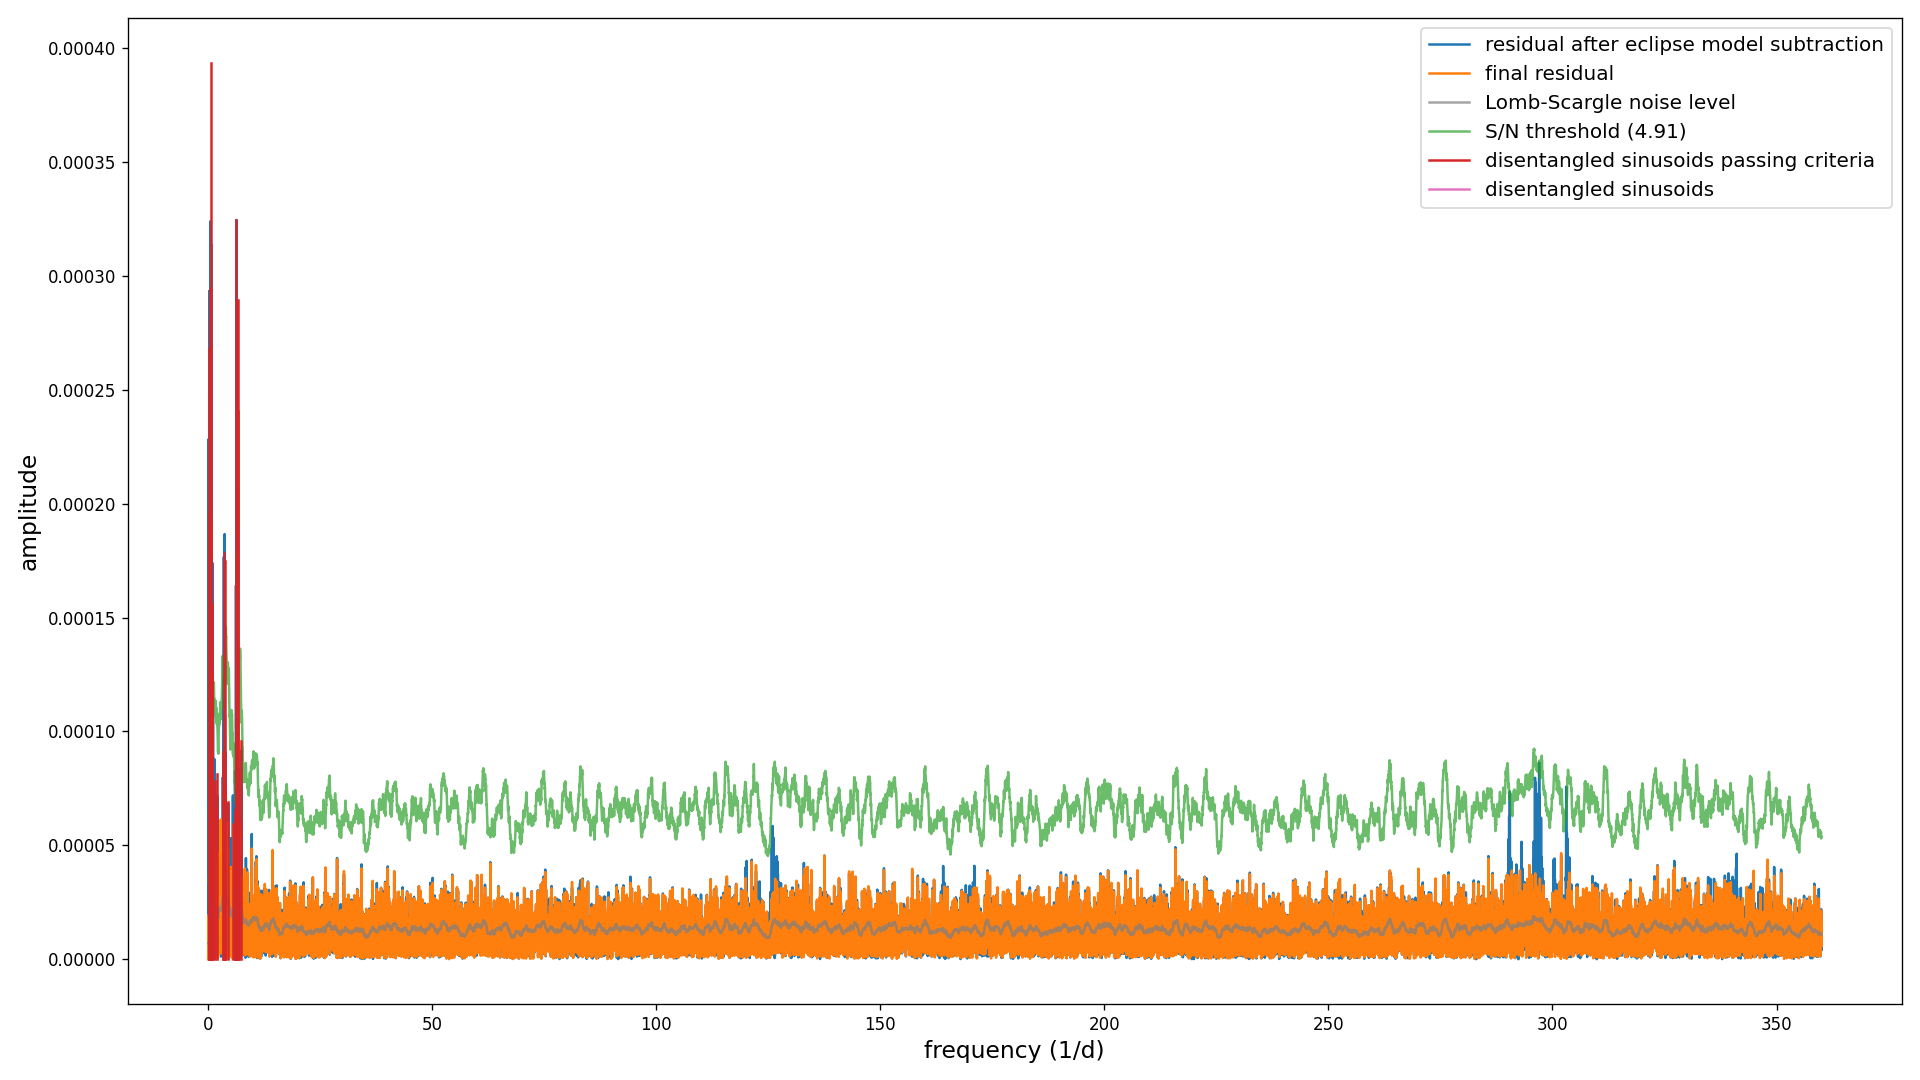 residual after eclipse model subtraction
final residual
Lomb-Scargle noise level
S/N threshold (4.91)
disentangled sinusoids passing criteria
disentangled sinusoids
amplitude
0.00040
0.00035
0.00030
0.00025
0.00020
0.00015
0.00010
0.00005
0.00000
0 50 100 150 200 250 300 350
frequency (1/d)